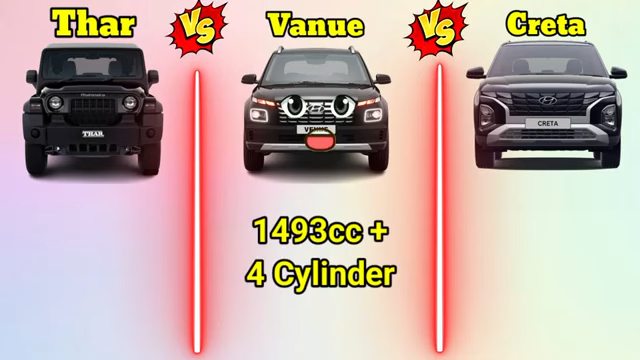 Thar VS Vanue VS Creta
THAR
VENUE
CRETA
1493cc +
4 Cylinder